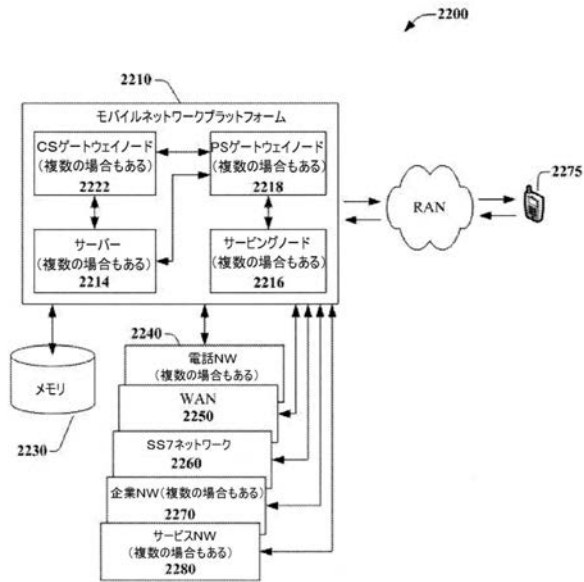 2200
2210
モバイルネットワークプラットフォーム
CSゲートウェイノード
(複数の場合もある)
2222
PSゲートウェイノード
(複数の場合もある)
2218
サーバー
(複数の場合もある)
2214
サービングノード
(複数の場合もある)
2216
RAN
2275
メモリ
2230
2240
電話NW
(複数の場合もある)
WAN
2250
SS7ネットワーク
2260
企業NW(複数の場合もある)
2270
サービスNW
(複数の場合もある)
2280